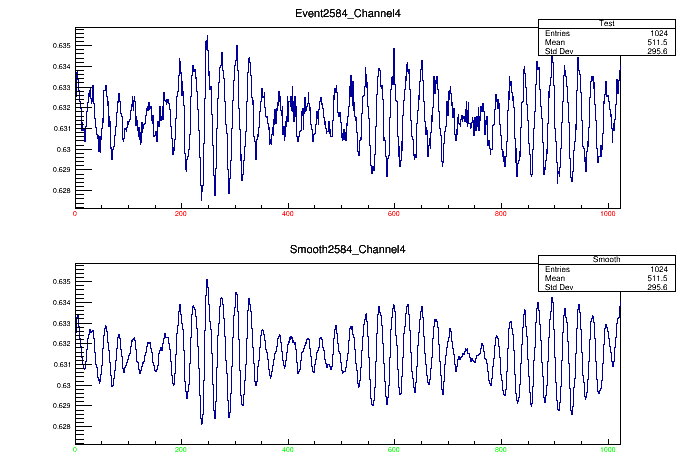 Event2584_Channel4
Test
Entries 1024
Mean 511.5
Std Dev 295.6
0.635
0.634
0.633
0.632
0.631
0.63
0.629
0.628
0 200 400 600 800 1000
Smooth2584_Channel4
Smooth
Entries 1024
Mean 511.5
Std Dev 295.6
0.635
0.634
0.633
0.632
0.631
0.63
0.629
0.628
0 200 400 600 800 1000